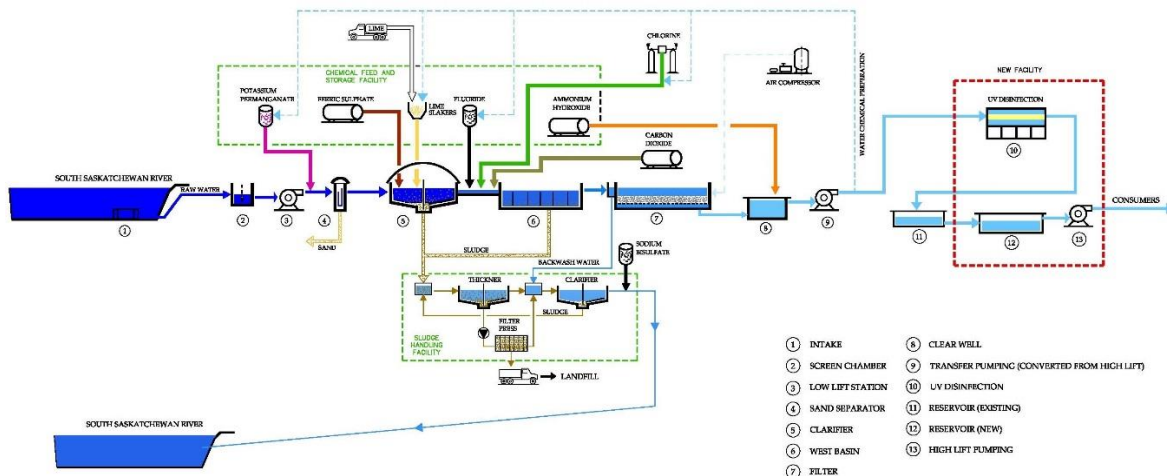 LIME
CHLORINE
CHEMICAL FEED AND
STORAGE FACILITY
POTASSIUM
PERMANGANATE
FERRIC SULPHATE
LIME
SLAKERS
FLUORIDE
AMMONIUM
HYDROXIDE
CARBON
DIOXIDE
AIR COMPRESSOR
WATER CHEMICAL PREPARATION
NEW FACILITY
UV DISINFECTION
10
SOUTH SASKATCHEWAN RIVER
RAW WATER
1
2
3
4
5
6
7
8
9
11
12
13
CONSUMERS
SAND
SLUDGE
BACKWASH WATER
SODIUM
BISULFATE
THICKNER
CLARIFIER
SLUDGE
FILTER
PRESS
SLUDGE
HANDLING
FACILITY
LANDFILL
SOUTH SASKATCHEWAN RIVER
1 INTAKE
2 SCREEN CHAMBER
3 LOW LIFT STATION
4 SAND SEPARATOR
5 CLARIFIER
6 WEST BASIN
7 FILTER
8 CLEAR WELL
9 TRANSFER PUMPING (CONVERTED FROM HIGH LIFT)
10 UV DISINFECTION
11 RESERVOIR (EXISTING)
12 RESERVOIR (NEW)
13 HIGH LIFT PUMPING